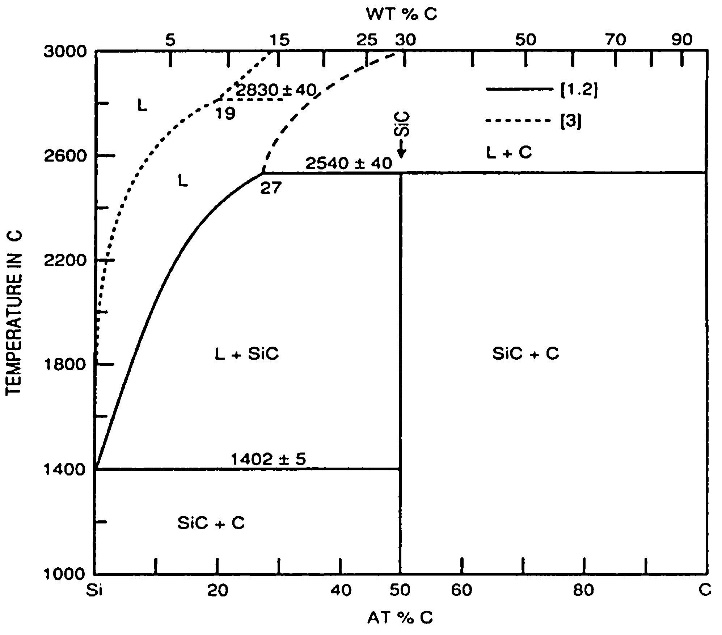 WT % C
5 15 25 30 50 60 70 80 90
3000
2830 ± 40
[1.2]
L
19
[3]
SiC
2600
L + C
2540 ± 40
L
27
2200
TEMPERATURE IN C
L + SiC
SiC + C
1800
1402 ± 5
1400
SiC + C
1000
Si 20 40 50 60 80 C
AT % C